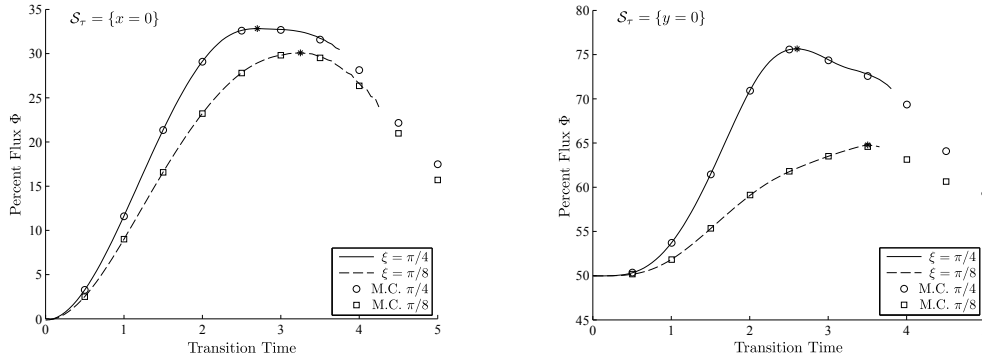 S_τ = {x = 0}
35
30
25
20
15
10
5
0
0 1 2 3 4 5
Percent Flux Φ
Transition Time
ξ = π/4
ξ = π/8
M.C. π/4
M.C. π/8
S_τ = {y = 0}
80
75
70
65
60
55
50
45
0 1 2 3 4
Percent Flux Φ
Transition Time
ξ = π/4
ξ = π/8
M.C. π/4
M.C. π/8